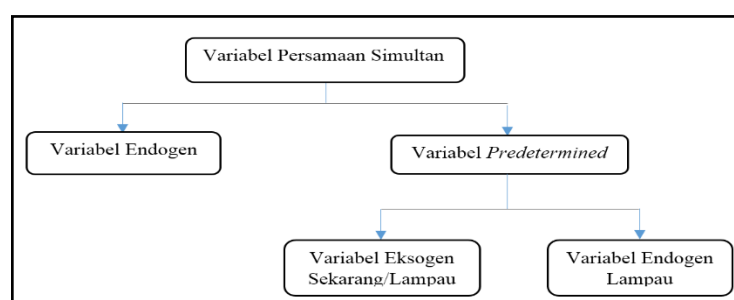 Variabel Persamaan Simultan
Variabel Endogen
Variabel Predetermined
Variabel Eksogen
Sekarang/Lampau
Variabel Endogen
Lampau